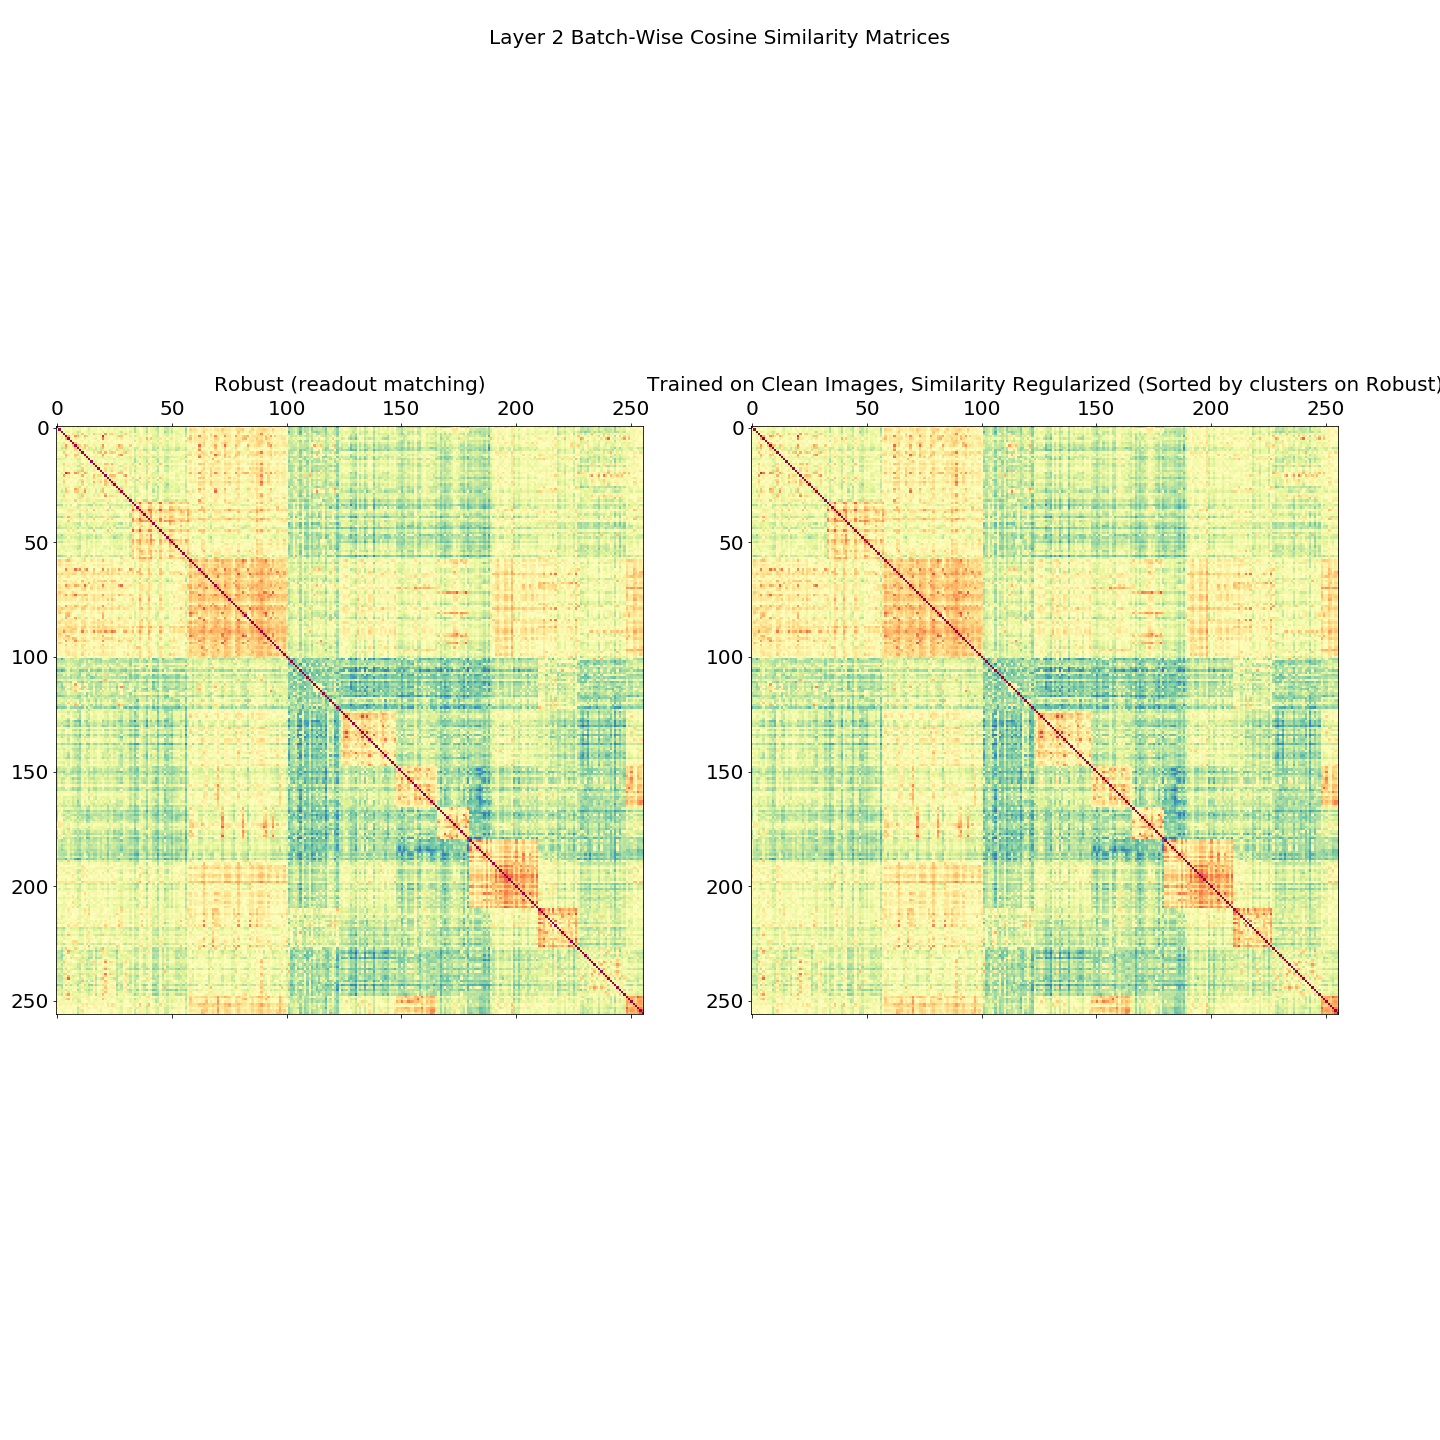 Layer 2 Batch-Wise Cosine Similarity Matrices
Robust (readout matching)
0 50 100 150 200 250
0
50
100
150
200
250
Trained on Clean Images, Similarity Regularized (Sorted by clusters on Robust)
0 50 100 150 200 250
0
50
100
150
200
250